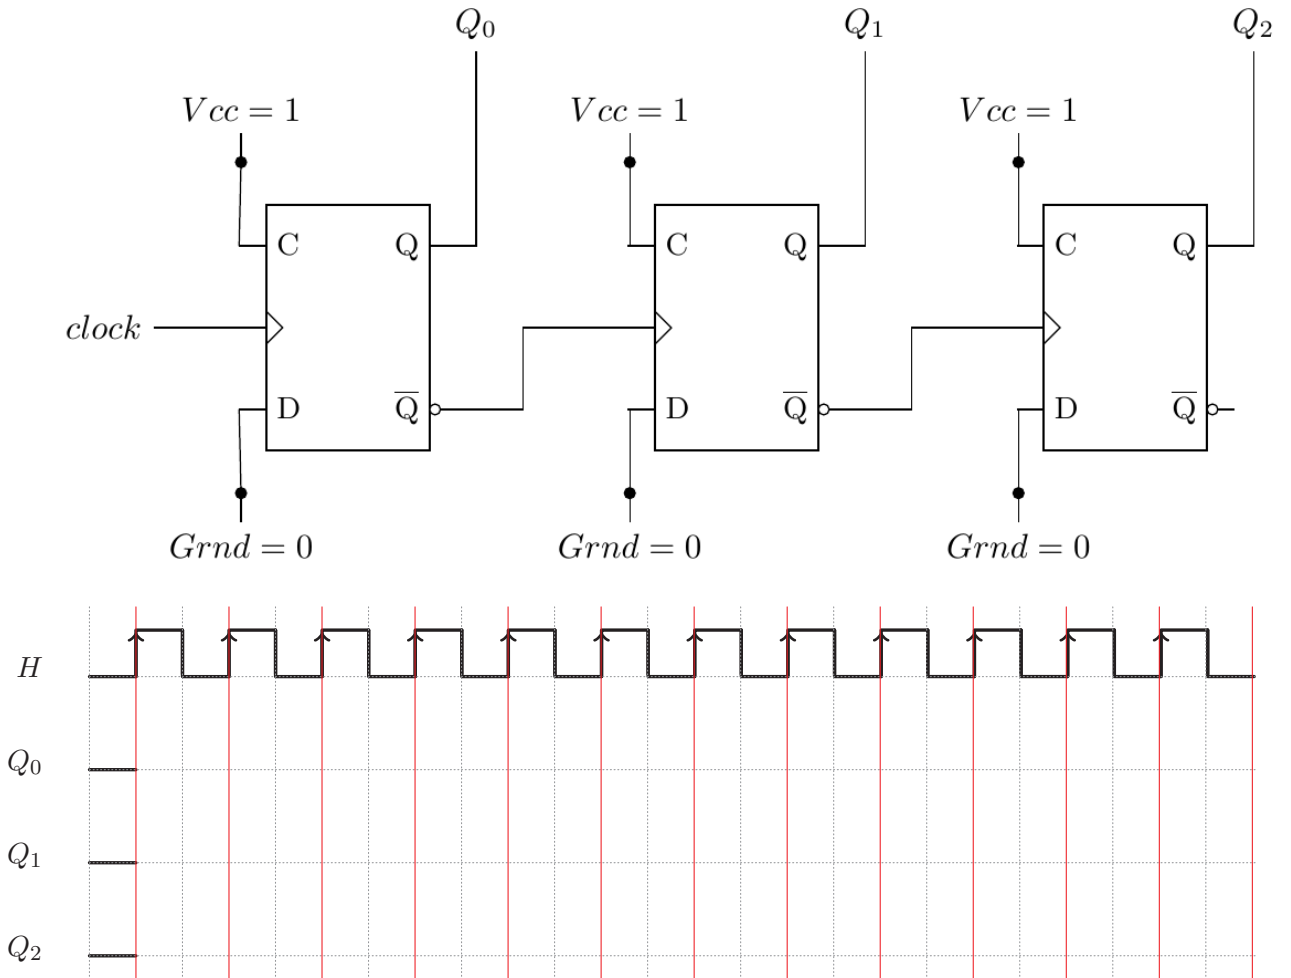 Q₀ Q₁ Q₂
Vcc = 1 Vcc = 1 Vcc = 1
C Q C Q C Q
clock
D Q̅ D Q̅ D Q̅
Grnd = 0 Grnd = 0 Grnd = 0
H
Q₀
Q₁
Q₂